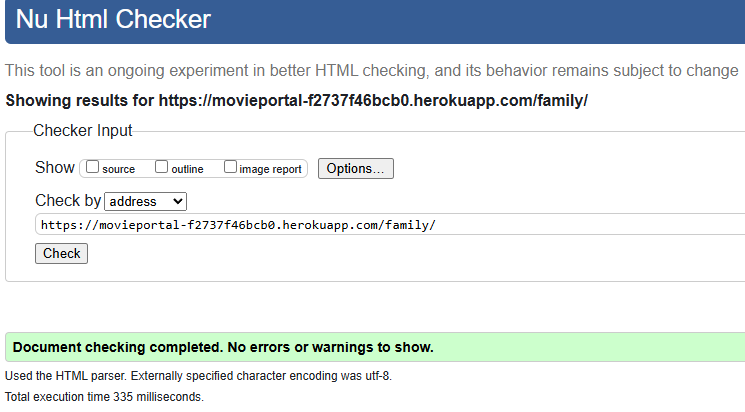 Nu Html Checker
This tool is an ongoing experiment in better HTML checking, and its behavior remains subject to change
Showing results for https://movieportal-f2737f46bcb0.herokuapp.com/family/
Checker Input
Show source outline image report Options...
Check by address
https://movieportal-f2737f46bcb0.herokuapp.com/family/
Check
Document checking completed. No errors or warnings to show.
Used the HTML parser. Externally specified character encoding was utf-8.
Total execution time 335 milliseconds.